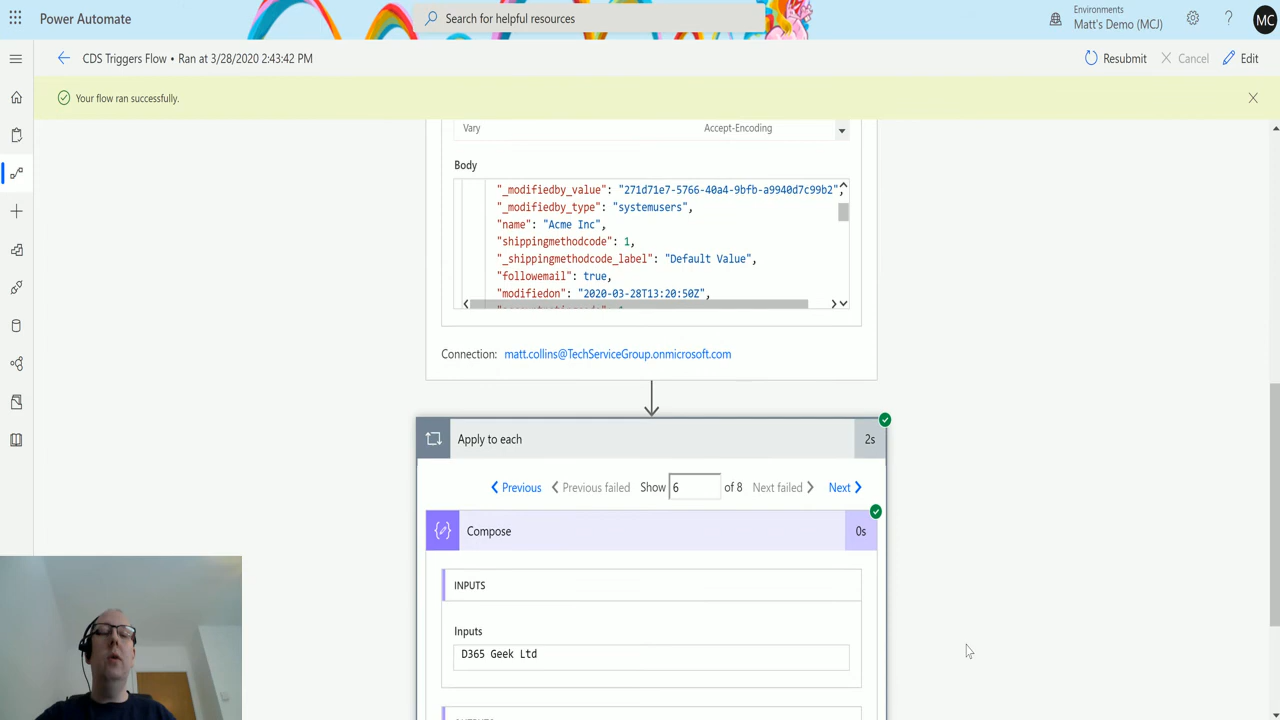 Power Automate
Search for helpful resources
Environments
Matt's Demo (MCJ)
MC
CDS Triggers Flow • Ran at 3/28/2020 2:43:42 PM
Resubmit
Cancel
Edit
Your flow ran successfully.
Vary
Accept-Encoding
Body
"_modifiedby_value": "271d71e7-5766-40a4-9bfb-a9940d7c99b2",
"_modifiedby_type": "systemusers",
"name": "Acme Inc",
"shippingmethodcode": 1,
"_shippingmethodcode_label": "Default Value",
"followemail": true,
"modifiedon": "2020-03-28T13:20:50Z",
Connection: matt.collins@TechServiceGroup.onmicrosoft.com
Apply to each
2s
Previous
Previous failed
Show 6 of 8
Next failed
Next
Compose
0s
INPUTS
Inputs
D365 Geek Ltd